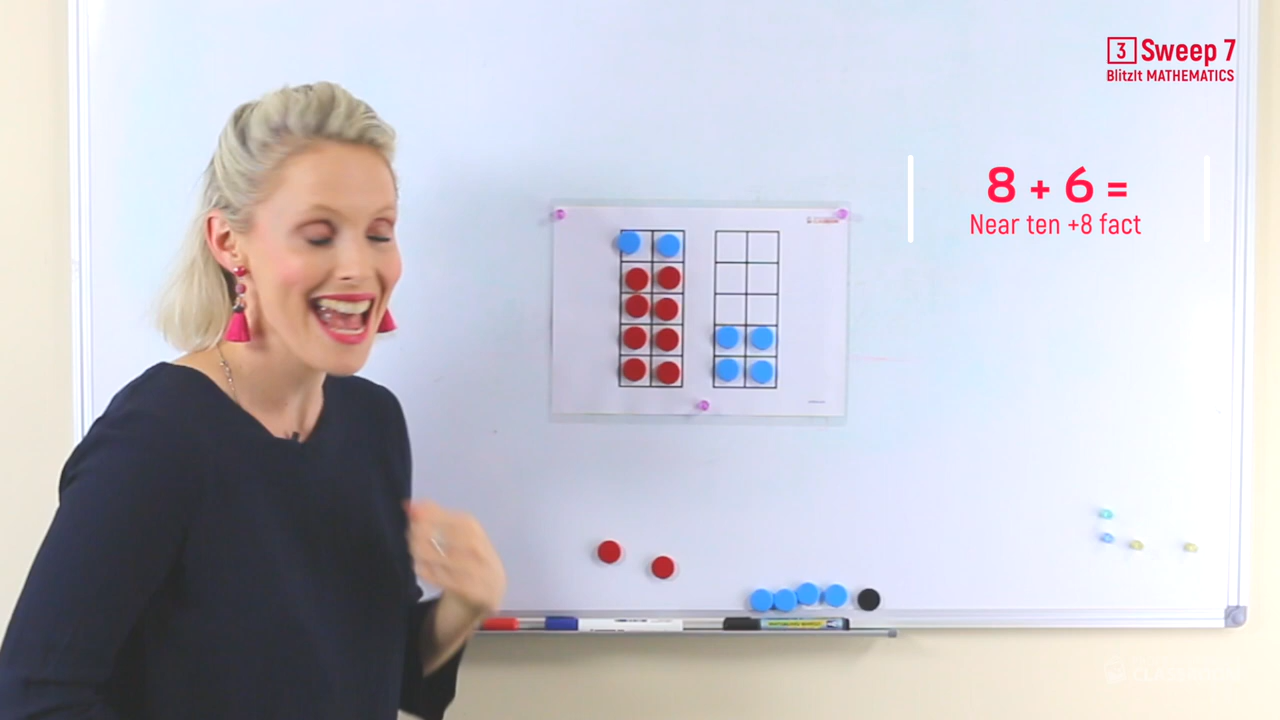 3 Sweep 7
BlitzIt MATHEMATICS
8 + 6 =
Near ten +8 fact